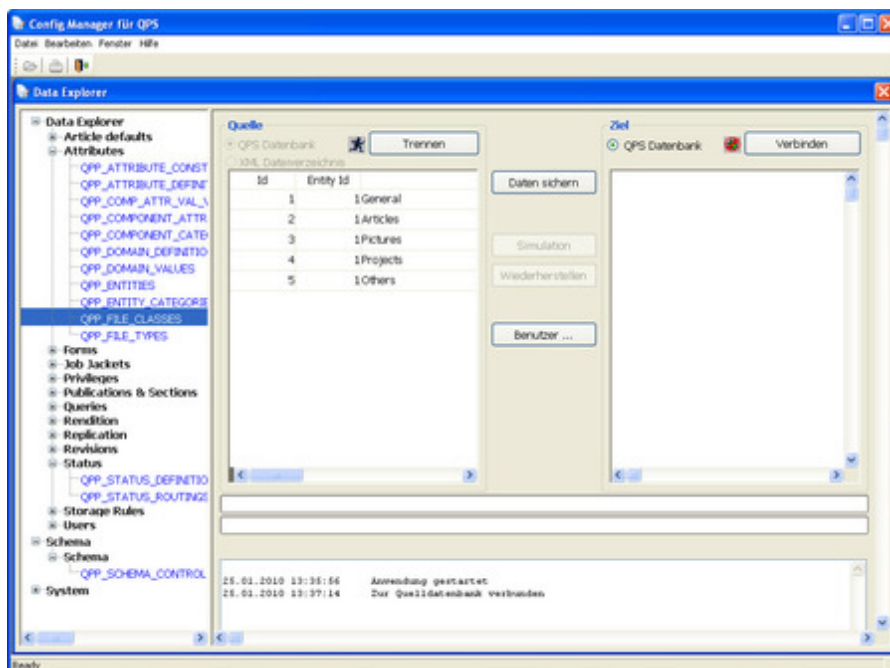 Config Manager für QPS
Datei Bearbeiten Fenster Hilfe
Data Explorer
Data Explorer
Article defaults
Attributes
QPP_ATTRIBUTE_CONST
QPP_ATTRIBUTE_DEFINI
QPP_COMP_ATTR_VAL_V
QPP_COMPONENT_ATTR
QPP_COMPONENT_CATE
QPP_DOMAIN_DEFINITIO
QPP_DOMAIN_VALUES
QPP_ENTITIES
QPP_ENTITY_CATEGORIE
QPP_FILE_CLASSES
QPP_FILE_TYPES
Forms
Job Jackets
Privileges
Publications & Sections
Queries
Rendition
Replication
Revisions
Status
QPP_STATUS_DEFINITIO
QPP_STATUS_ROUTINGS
Storage Rules
Users
Schema
Schema
QPP_SCHEMA_CONTROL
System
Quelle
QPS Datenbank Trennen
XML Dateiverzeichnis
Id Entity Id
1 1 General
2 1 Articles
3 1 Pictures
4 1 Projects
5 1 Others
Daten sichern
Simulation
Wiederherstellen
Benutzer ...
Ziel
QPS Datenbank Verbinden
25.01.2010 13:35:56 Anwendung gestartet
25.01.2010 13:37:14 Zur Quelldatenbank verbunden
Ready